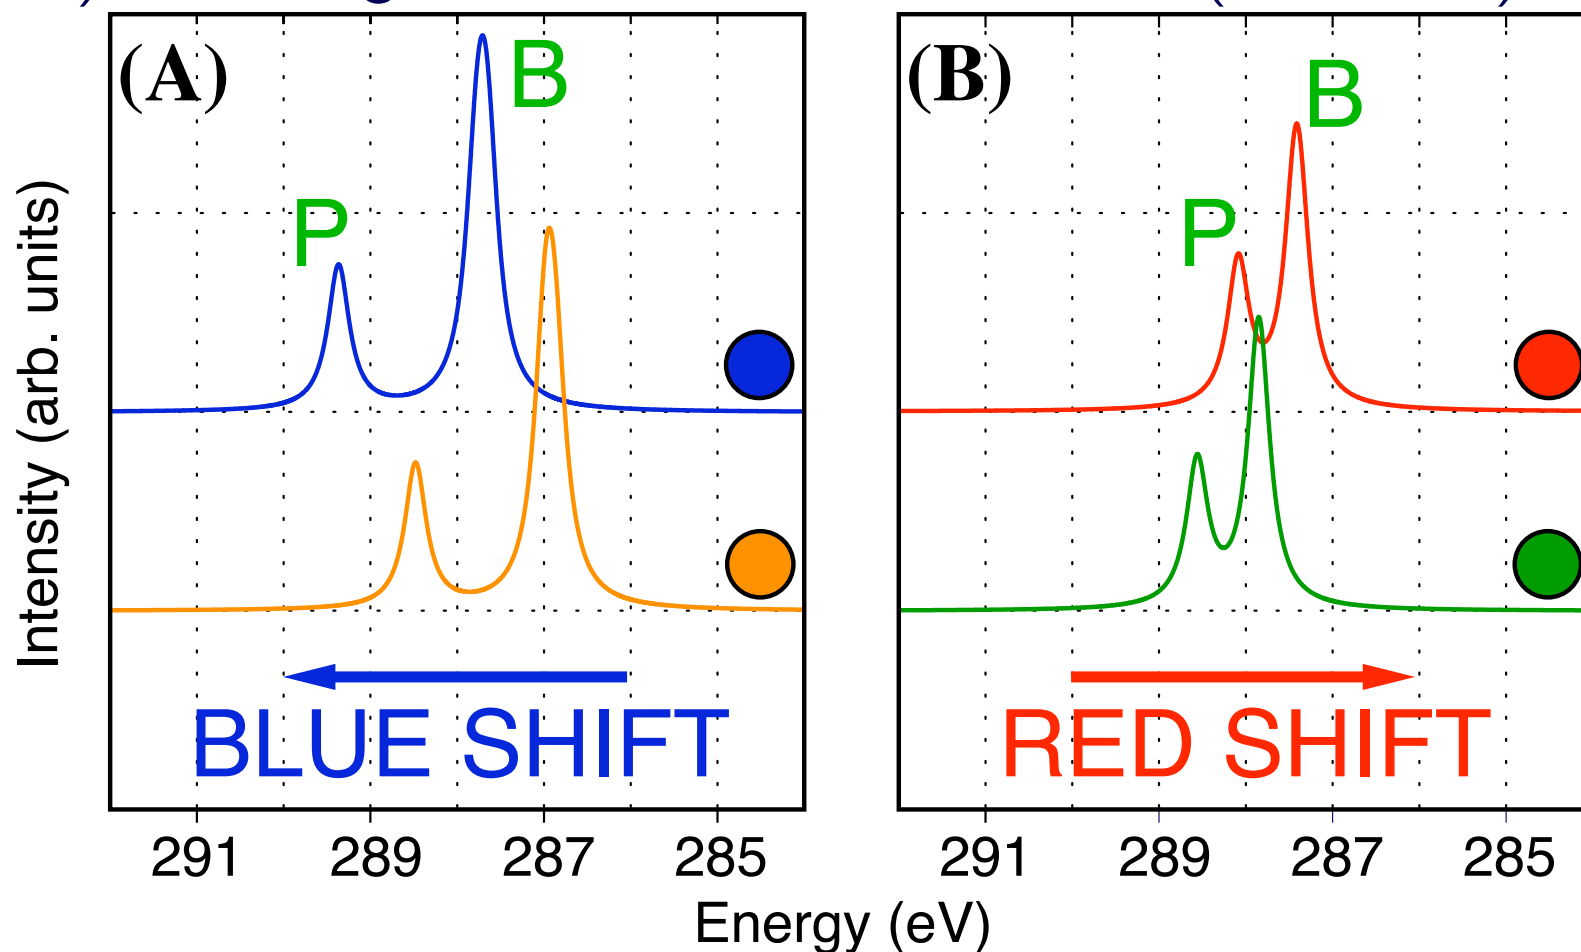 (A)
B
P
(B)
B
P
Intensity (arb. units)
BLUE SHIFT
RED SHIFT
291 289 287 285
291 289 287 285
Energy (eV)